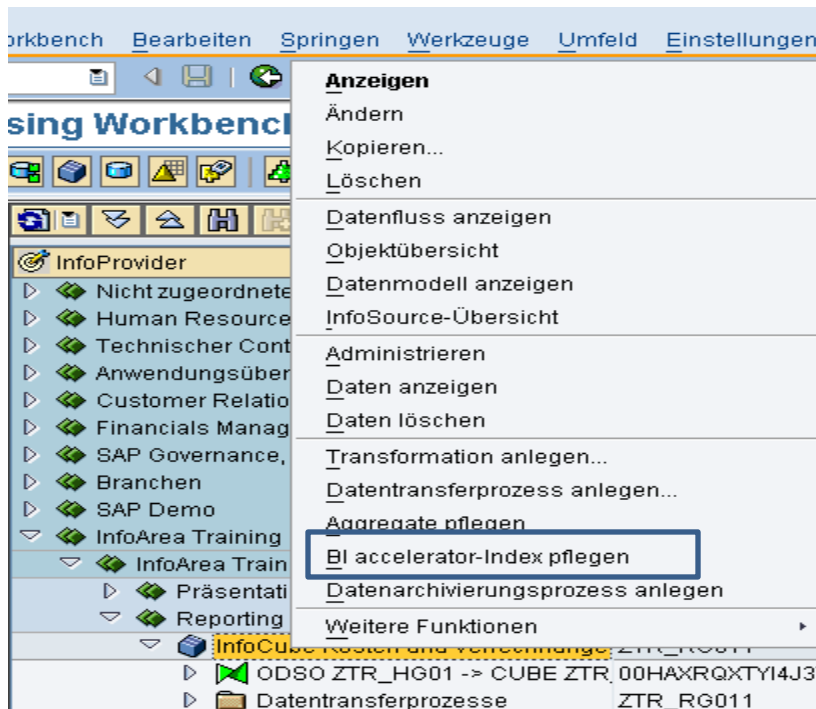 orkbench Bearbeiten Springen Werkzeuge Umfeld Einstellungen
sing Workbench
InfoProvider
Nicht zugeordnete
Human Resource
Technischer Cont
Anwendungsüber
Customer Relatio
Financials Manag
SAP Governance,
Branchen
SAP Demo
InfoArea Training
InfoArea Train
Präsentati
Reporting
InfoCube Kosten und Verrechnunge ZTR_RG011
ODSO ZTR_HG01 -> CUBE ZTR 00HAXRQXTYI4J3
Datentransferprozesse ZTR_RG011
Anzeigen
Ändern
Kopieren...
Löschen
Datenfluss anzeigen
Objektübersicht
Datenmodell anzeigen
InfoSource-Übersicht
Administrieren
Daten anzeigen
Daten löschen
Transformation anlegen...
Datentransferprozess anlegen...
Aggregate pflegen
BI accelerator-Index pflegen
Datenarchivierungsprozess anlegen
Weitere Funktionen